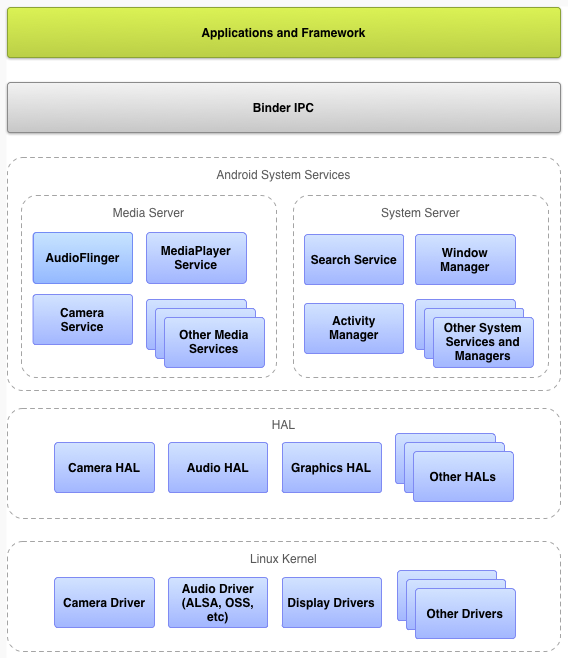 Applications and Framework
Binder IPC
Android System Services
Media Server
AudioFlinger
MediaPlayer
Service
Camera
Service
Other Media
Services
System Server
Search Service
Window
Manager
Activity
Manager
Other System
Services and
Managers
HAL
Camera HAL
Audio HAL
Graphics HAL
Other HALs
Linux Kernel
Camera Driver
Audio Driver
(ALSA, OSS,
etc)
Display Drivers
Other Drivers